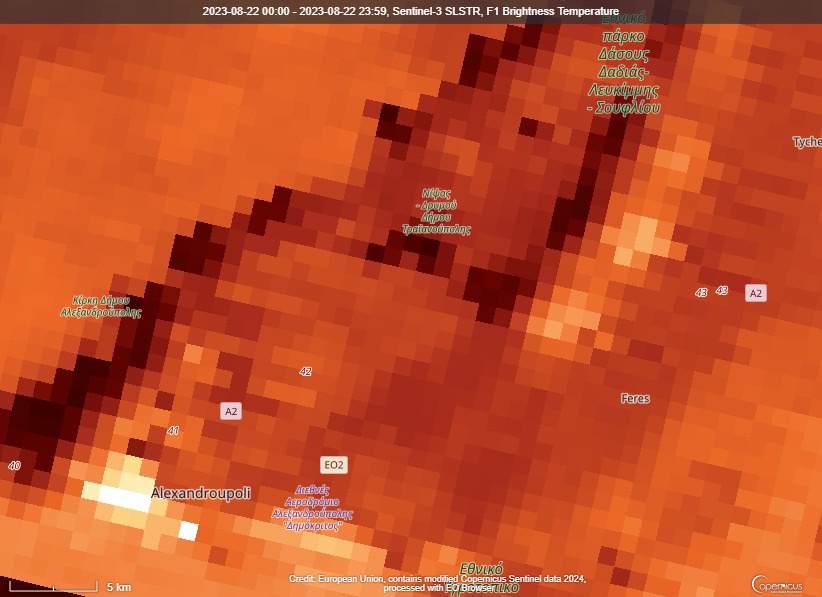 2023-08-22 00:00 - 2023-08-22 23:59, Sentinel-3 SLSTR, F1 Brightness Temperature
Εθνικό
πάρκο
Δάσους
Δαδιάς-
Λευκίμμης
- Σουφλίου
Tyche
Νίψας
- Δρυμού
Δήμου
Τραϊανούπολης
43
43
A2
Κίρκη Δήμου
Αλεξανδρούπολης
42
Feres
A2
41
40
EO2
Alexandroupoli
Διεθνές
Αεροδρόμιο
Αλεξανδρούπολης
"Δημόκριτος"
Εθνικό
5 km
Credit: European Union, contains modified Copernicus Sentinel data 2024,
processed with EO Browser
opernicus